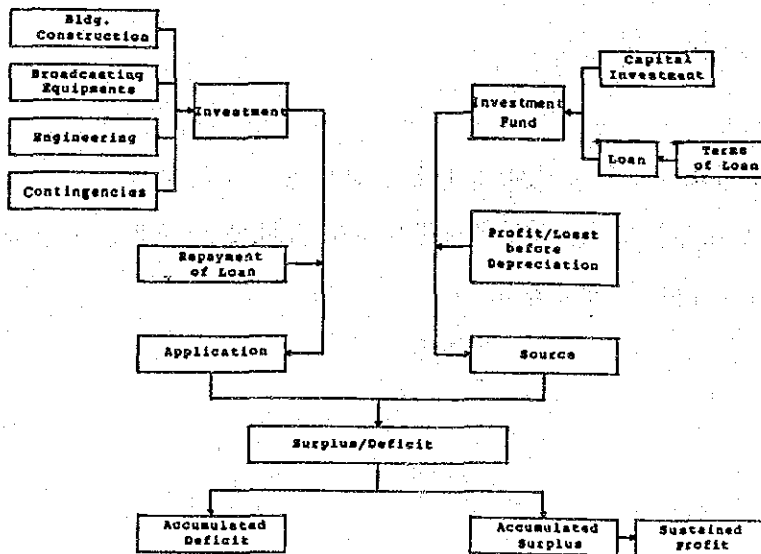 Bldg.
Construction
Broadcasting
Equipments
Engineering
Contingencies
Investment
Repayment
of Loan
Application
Capital
Investment
Investment
Fund
Loan
Terms
of Loan
Profit/Losst
before
Depreciation
Source
Surplus/Deficit
Accumulated
Deficit
Accumulated
Surplus
Sustained
Profit